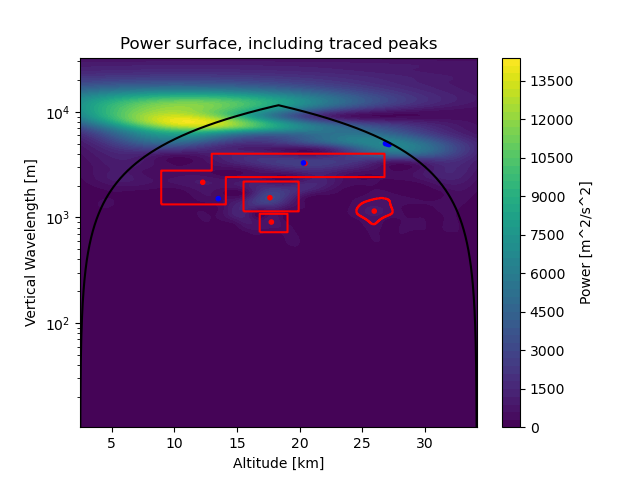 Power surface, including traced peaks
Vertical Wavelength [m]
10^4
10^3
10^2
5 10 15 20 25 30
Altitude [km]
13500
12000
10500
9000
7500
6000
4500
3000
1500
0
Power [m^2/s^2]